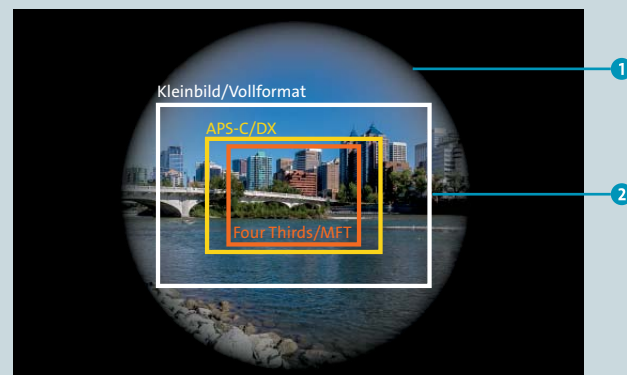 Kleinbild/Vollformat
1
APS-C/DX
2
Four Thirds/MFT